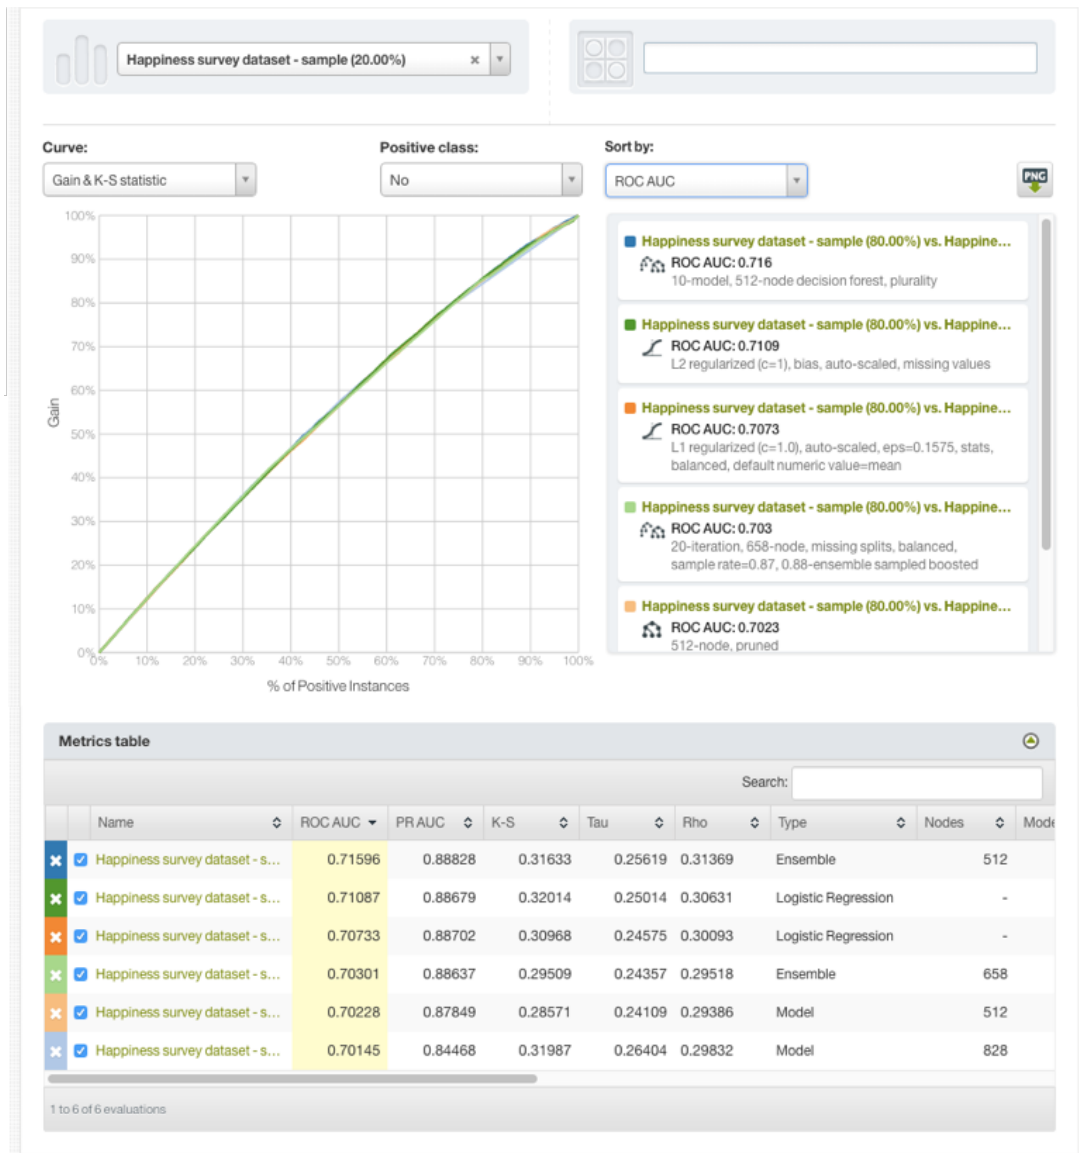 Happiness survey dataset - sample (20.00%)
Curve:
Positive class:
Sort by:
Gain & K-S statistic
No
ROC AUC
PNG
100%
90%
80%
70%
60%
50%
40%
30%
20%
10%
0%
Gain
0% 10% 20% 30% 40% 50% 60% 70% 80% 90% 100%
% of Positive Instances
Happiness survey dataset - sample (80.00%) vs. Happine...
ROC AUC: 0.716
10-model, 512-node decision forest, plurality
Happiness survey dataset - sample (80.00%) vs. Happine...
ROC AUC: 0.7109
L2 regularized (c=1), bias, auto-scaled, missing values
Happiness survey dataset - sample (80.00%) vs. Happine...
ROC AUC: 0.7073
L1 regularized (c=1.0), auto-scaled, eps=0.1575, stats,
balanced, default numeric value=mean
Happiness survey dataset - sample (80.00%) vs. Happine...
ROC AUC: 0.703
20-iteration, 658-node, missing splits, balanced,
sample rate=0.87, 0.88-ensemble sampled boosted
Happiness survey dataset - sample (80.00%) vs. Happine...
ROC AUC: 0.7023
512-node, pruned
Metrics table
Search:
Name ROC AUC PR AUC K-S Tau Rho Type Nodes Mode
Happiness survey dataset - s... 0.71596 0.88828 0.31633 0.25619 0.31369 Ensemble 512
Happiness survey dataset - s... 0.71087 0.88679 0.32014 0.25014 0.30631 Logistic Regression -
Happiness survey dataset - s... 0.70733 0.88702 0.30968 0.24575 0.30093 Logistic Regression -
Happiness survey dataset - s... 0.70301 0.88637 0.29509 0.24357 0.29518 Ensemble 658
Happiness survey dataset - s... 0.70228 0.87849 0.28571 0.24109 0.29386 Model 512
Happiness survey dataset - s... 0.70145 0.84468 0.31987 0.26404 0.29832 Model 828
1 to 6 of 6 evaluations